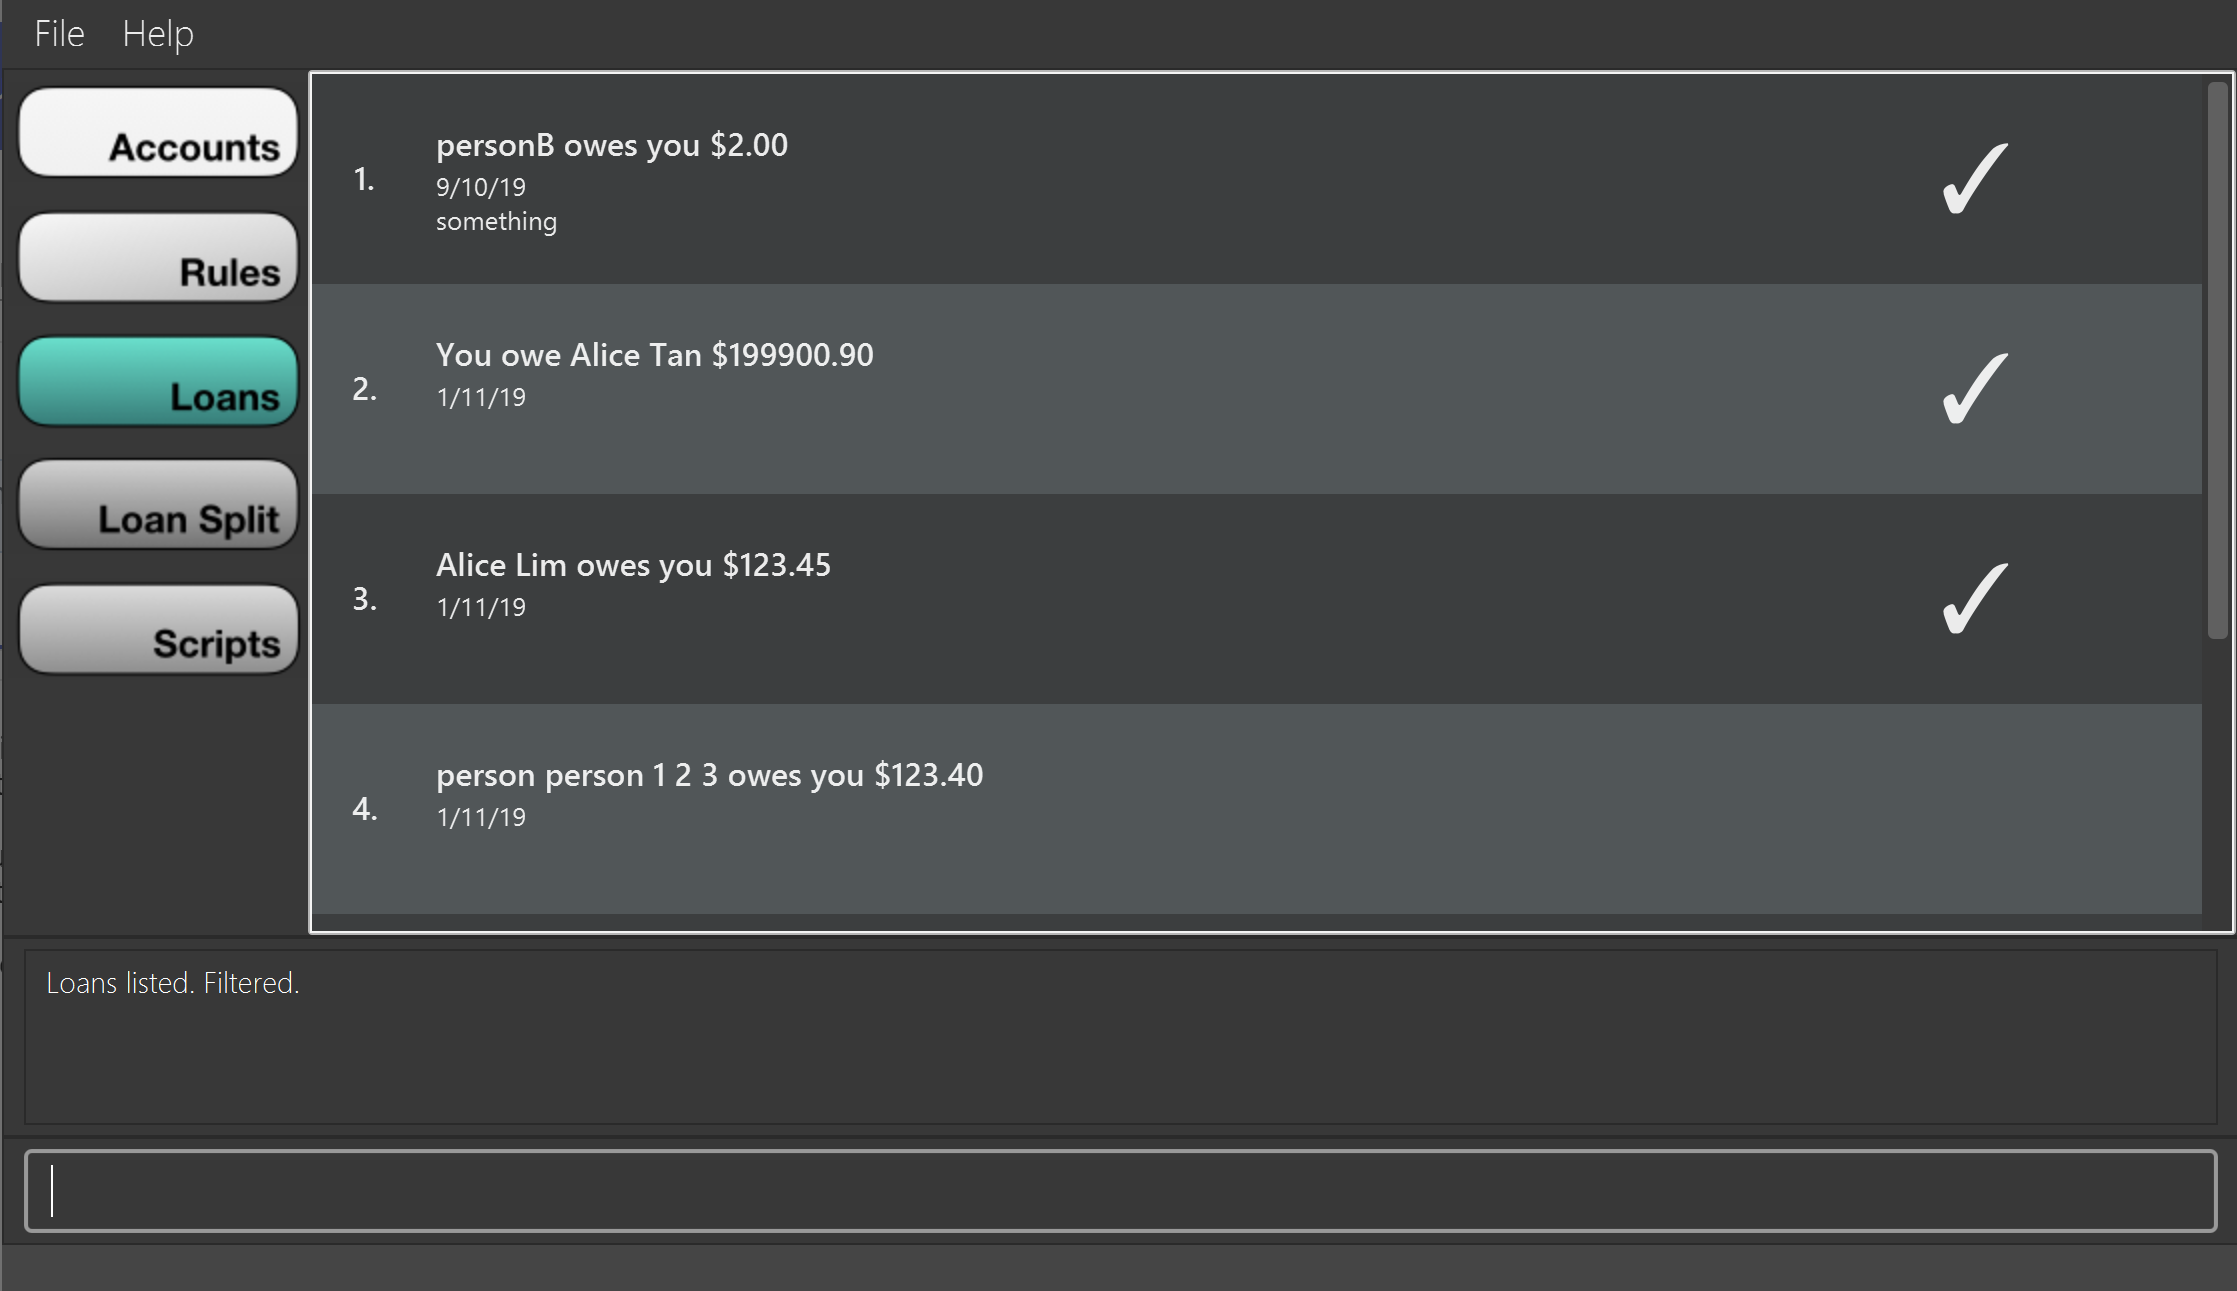 File Help
Accounts
Rules
Loans
Loan Split
Scripts
1.
personB owes you $2.00
9/10/19
something
2.
You owe Alice Tan $199900.90
1/11/19
3.
Alice Lim owes you $123.45
1/11/19
4.
person person 1 2 3 owes you $123.40
1/11/19
Loans listed. Filtered.